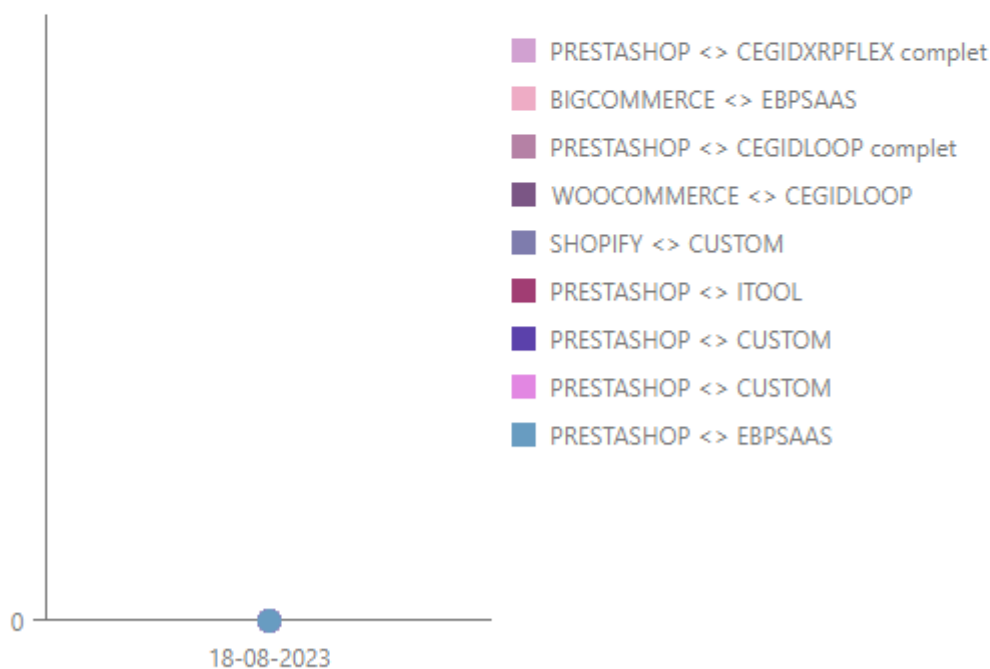 PRESTASHOP <> CEGIDXRPFLEX complet
BIGCOMMERCE <> EBPSAAS
PRESTASHOP <> CEGIDLOOP complet
WOOCOMMERCE <> CEGIDLOOP
SHOPIFY <> CUSTOM
PRESTASHOP <> ITOOL
PRESTASHOP <> CUSTOM
PRESTASHOP <> CUSTOM
PRESTASHOP <> EBPSAAS
0
18-08-2023